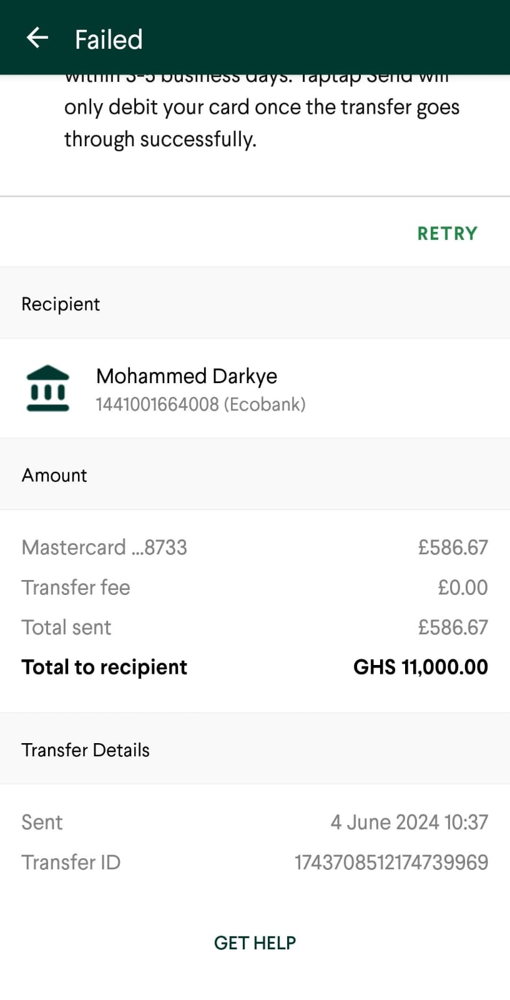 Failed
within 3-5 business days. Taptap Send will
only debit your card once the transfer goes
through successfully.
RETRY
Recipient
Mohammed Darkye
1441001664008 (Ecobank)
Amount
Mastercard ...8733 £586.67
Transfer fee £0.00
Total sent £586.67
Total to recipient GHS 11,000.00
Transfer Details
Sent 4 June 2024 10:37
Transfer ID 1743708512174739969
GET HELP